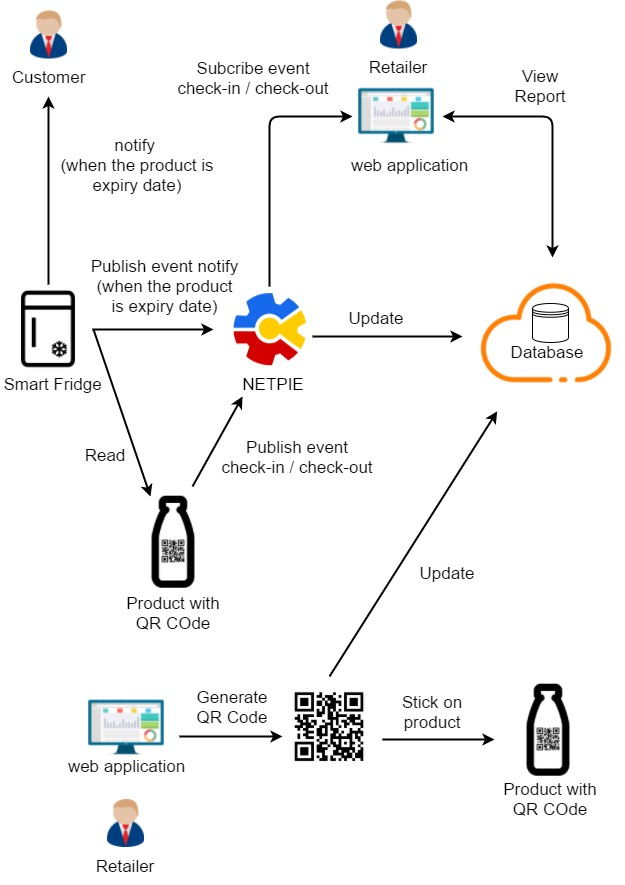 Customer
Retailer
Subcribe event
check-in / check-out
View
Report
web application
notify
(when the product is
expiry date)
Publish event notify
(when the product
is expiry date)
Smart Fridge
NETPIE
Update
Database
Read
Publish event
check-in / check-out
Product with
QR COde
Update
Generate
QR Code
Stick on
product
web application
Product with
QR COde
Retailer